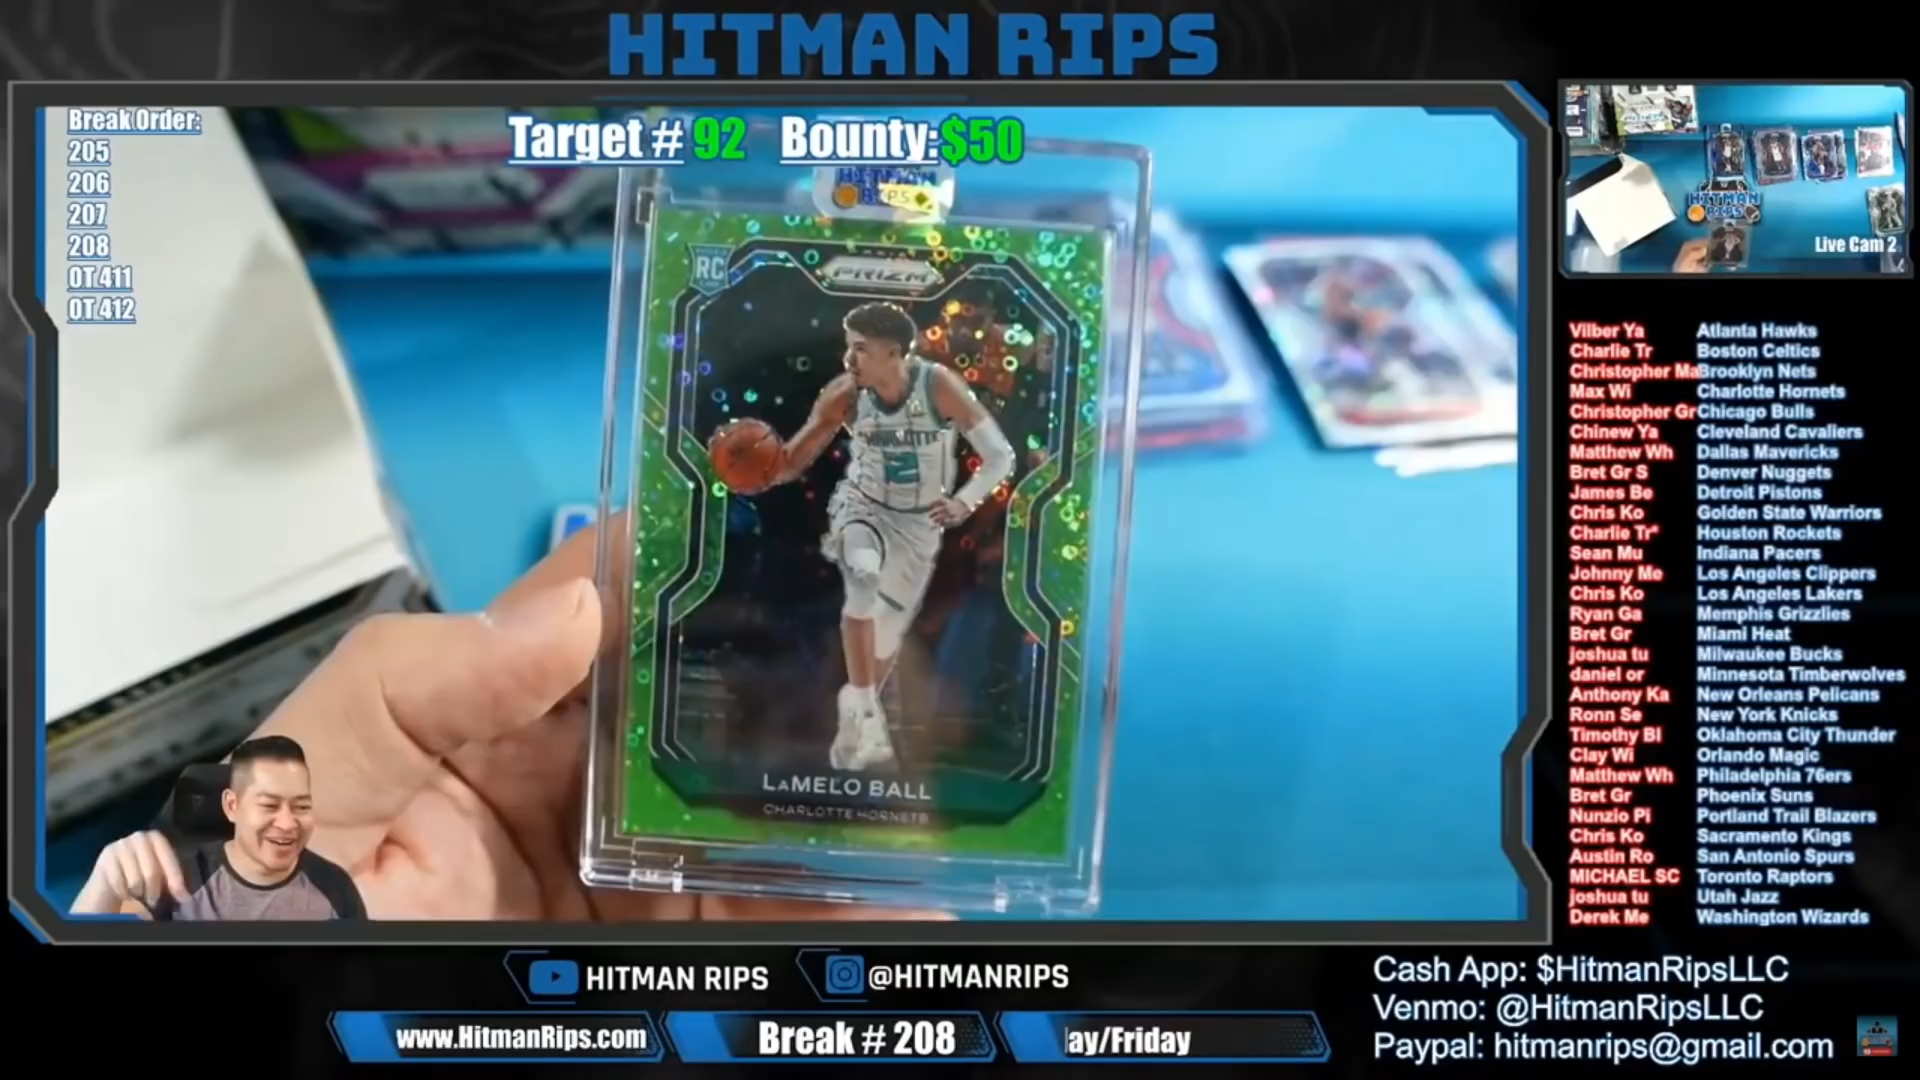 HITMAN RIPS
Break Order:
205
206
207
208
OT 411
OT 412
Target # 92 Bounty:$50
HITMAN
RIPS
RC
PRIZM
CHARLOTTE
2
LAMELO BALL
CHARLOTTE HORNETS
HITMAN
RIPS
Live Cam 2
Vilber Ya Atlanta Hawks
Charlie Tr Boston Celtics
Christopher Ma Brooklyn Nets
Max Wi Charlotte Hornets
Christopher Gr Chicago Bulls
Chinew Ya Cleveland Cavaliers
Matthew Wh Dallas Mavericks
Bret Gr S Denver Nuggets
James Be Detroit Pistons
Chris Ko Golden State Warriors
Charlie Tr* Houston Rockets
Sean Mu Indiana Pacers
Johnny Me Los Angeles Clippers
Chris Ko Los Angeles Lakers
Ryan Ga Memphis Grizzlies
Bret Gr Miami Heat
joshua tu Milwaukee Bucks
daniel or Minnesota Timberwolves
Anthony Ka New Orleans Pelicans
Ronn Se New York Knicks
Timothy Bl Oklahoma City Thunder
Clay Wi Orlando Magic
Matthew Wh Philadelphia 76ers
Bret Gr Phoenix Suns
Nunzio Pi Portland Trail Blazers
Chris Ko Sacramento Kings
Austin Ro San Antonio Spurs
MICHAEL SC Toronto Raptors
joshua tu Utah Jazz
Derek Me Washington Wizards
HITMAN RIPS @HITMANRIPS
www.HitmanRips.com Break # 208 ay/Friday
Cash App: $HitmanRipsLLC
Venmo: @HitmanRipsLLC
Paypal: hitmanrips@gmail.com